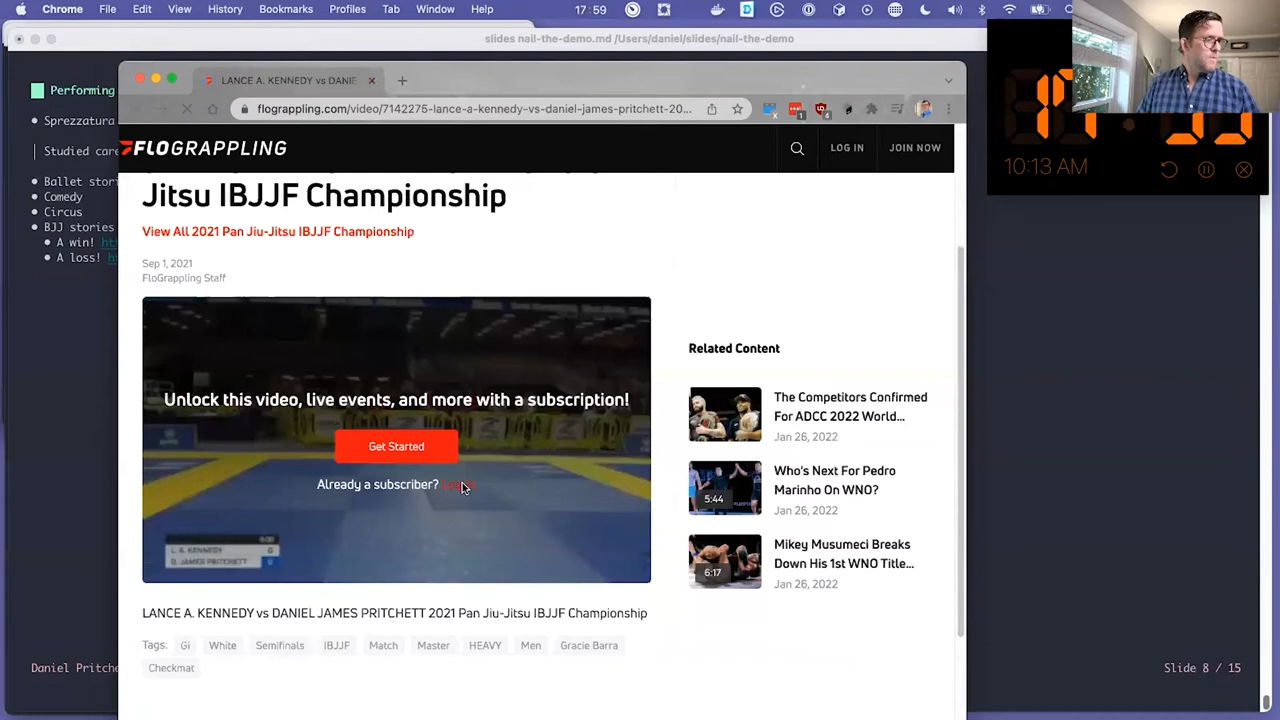 Chrome File Edit View History Bookmarks Profiles Tab Window Help 17:59
slides nail-the-demo.md /Users/daniel/slides/nail-the-demo
Performing
Sprezzatura
Studied care
Ballet stori
Comedy
Circus
BJJ stories
A win!
A loss!
LANCE A. KENNEDY vs DANIE
flograppling.com/video/7142275-lance-a-kennedy-vs-daniel-james-pritchett-20...
FLOGRAPPLING
LOG IN JOIN NOW
Jitsu IBJJF Championship
View All 2021 Pan Jiu-Jitsu IBJJF Championship
Sep 1, 2021
FloGrappling Staff
Unlock this video, live events, and more with a subscription!
Get Started
Already a subscriber?
L. A. KENNEDY 0
D. JAMES PRITCHETT 0
LANCE A. KENNEDY vs DANIEL JAMES PRITCHETT 2021 Pan Jiu-Jitsu IBJJF Championship
Tags: Gi White Semifinals IBJJF Match Master HEAVY Men Gracie Barra
Checkmat
Related Content
The Competitors Confirmed
For ADCC 2022 World...
Jan 26, 2022
Who's Next For Pedro
Marinho On WNO?
Jan 26, 2022
5:44
Mikey Musumeci Breaks
Down His 1st WNO Title...
Jan 26, 2022
6:17
10:13 AM
Daniel Pritche
Slide 8 / 15